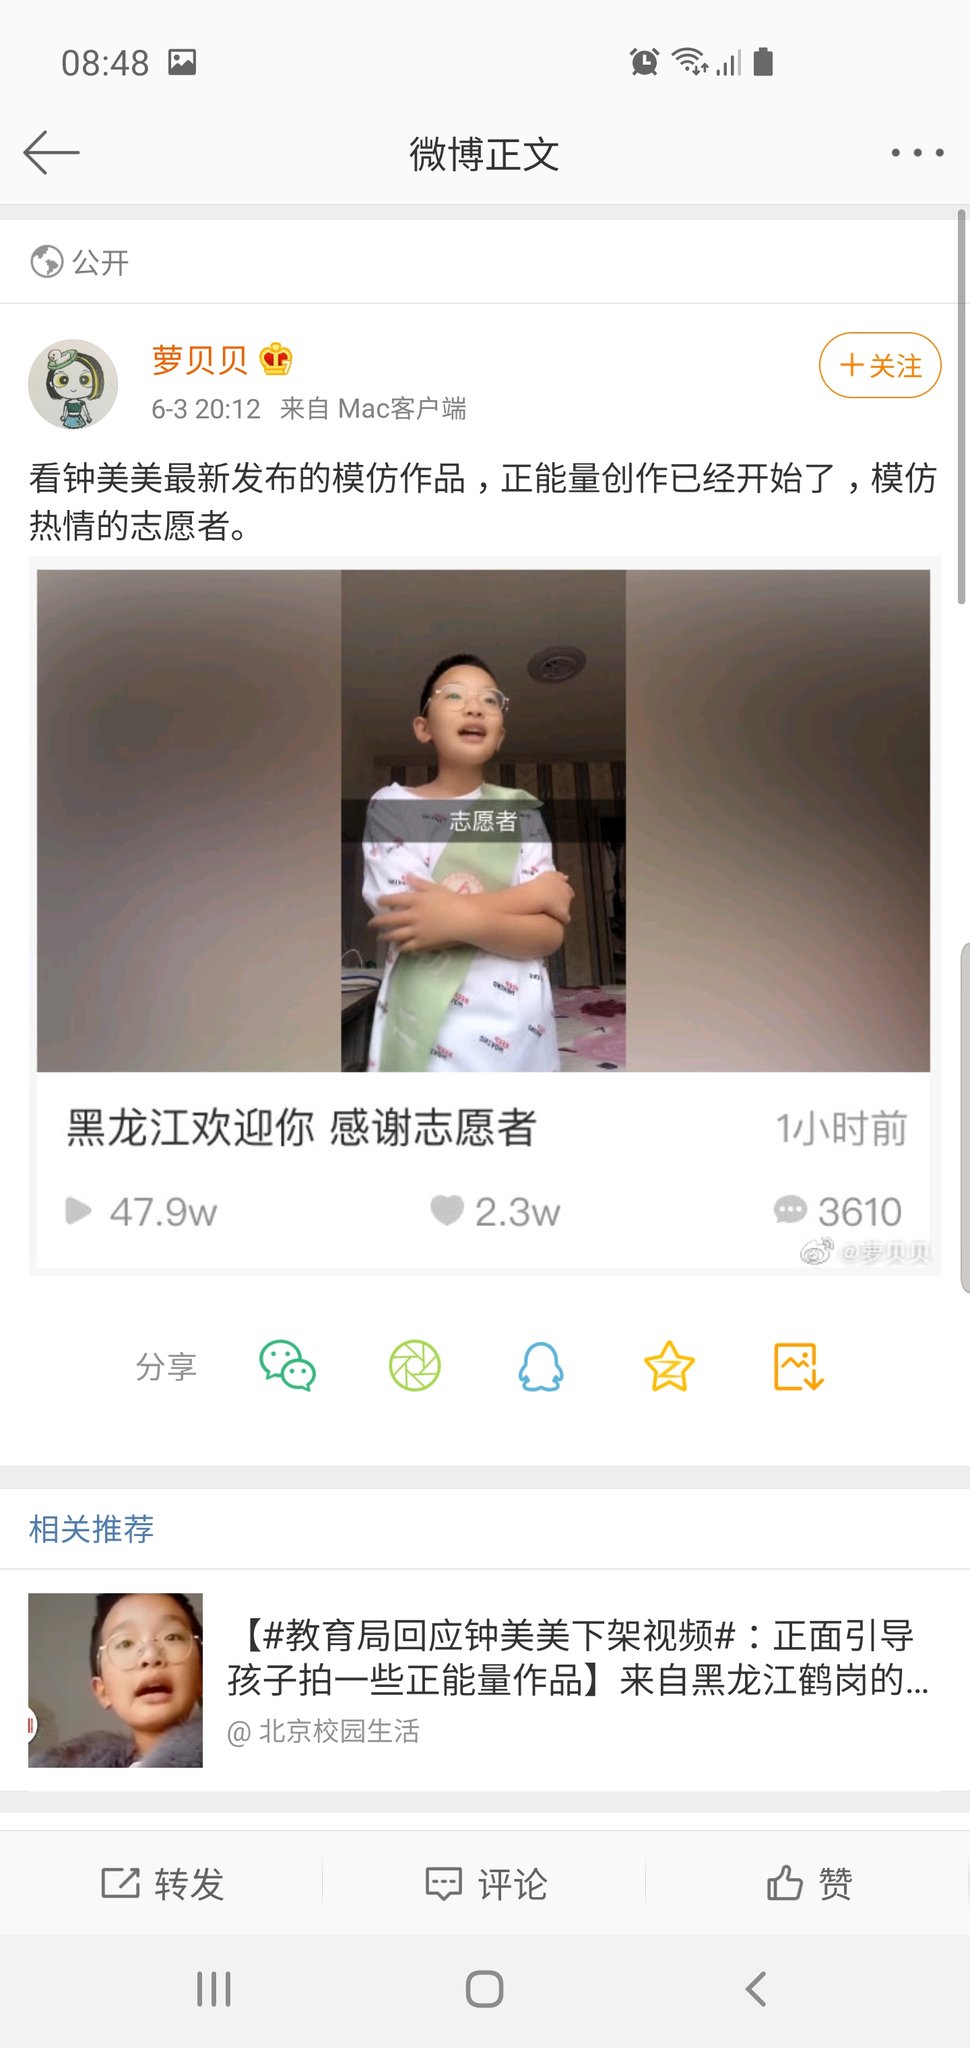 08:48
微博正文
公开
萝贝贝
6-3 20:12 来自 Mac客户端
+关注
看钟美美最新发布的模仿作品，正能量创作已经开始了，模仿
热情的志愿者。
志愿者
黑龙江欢迎你 感谢志愿者
1小时前
47.9w
2.3w
3610
@萝贝贝
分享
相关推荐
【#教育局回应钟美美下架视频#：正面引导
孩子拍一些正能量作品】来自黑龙江鹤岗的...
@ 北京校园生活
转发
评论
赞